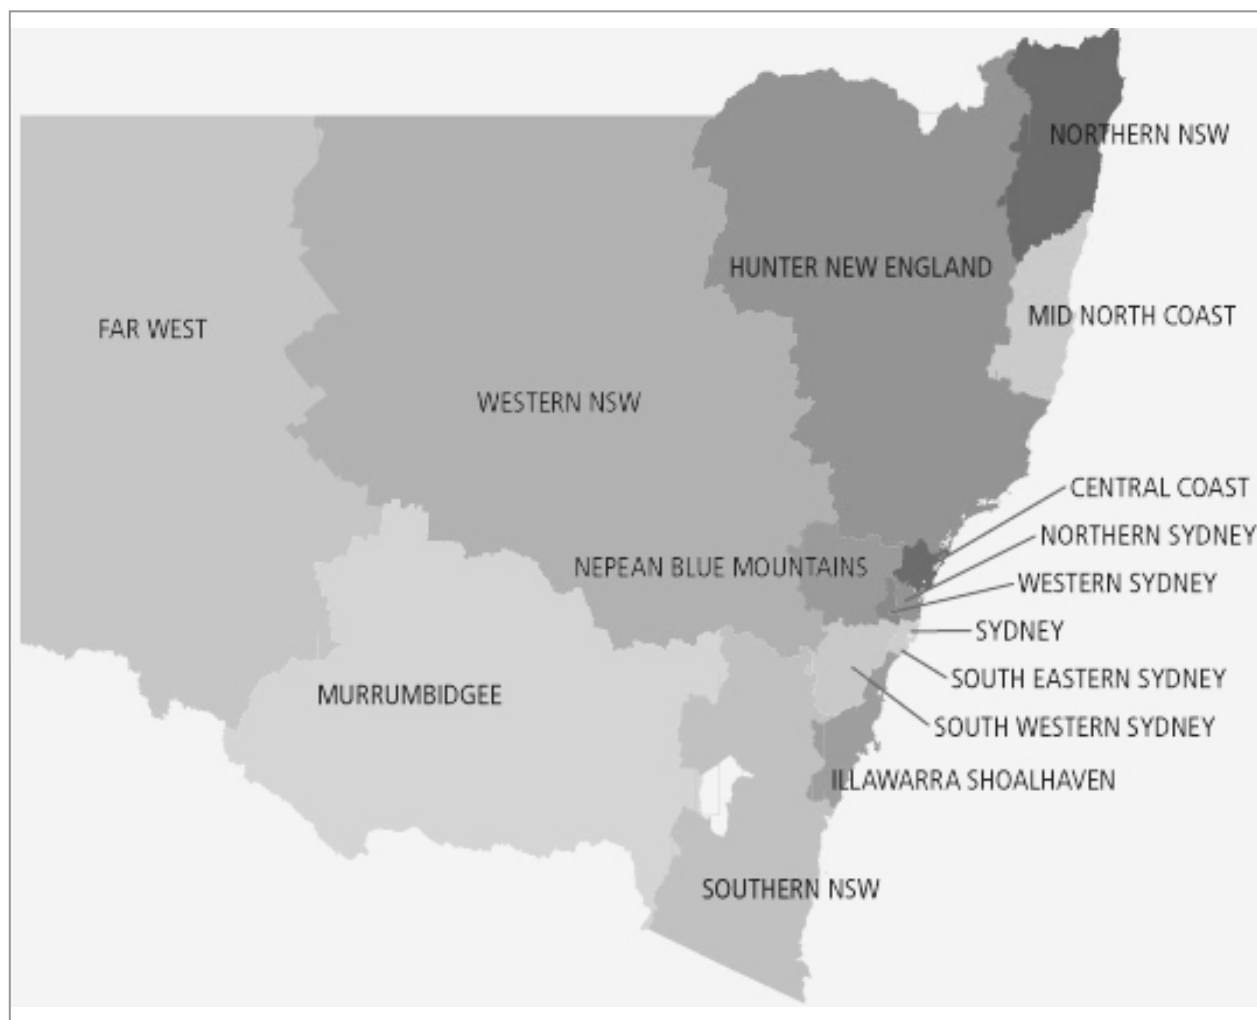 NORTHERN NSW
HUNTER NEW ENGLAND
MID NORTH COAST
FAR WEST
WESTERN NSW
CENTRAL COAST
NORTHERN SYDNEY
NEPEAN BLUE MOUNTAINS
WESTERN SYDNEY
SYDNEY
SOUTH EASTERN SYDNEY
MURRUMBIDGEE
SOUTH WESTERN SYDNEY
ILLAWARRA SHOALHAVEN
SOUTHERN NSW